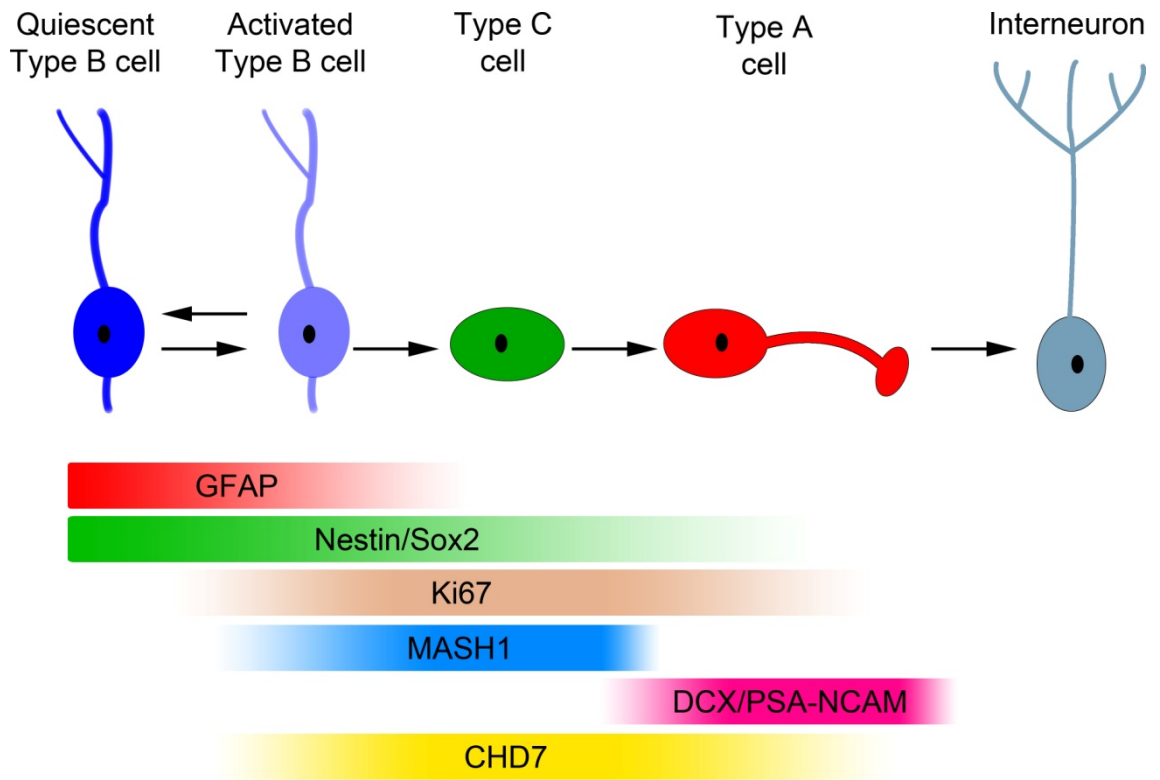 Quiescent
Type B cell
Activated
Type B cell
Type C
cell
Type A
cell
Interneuron
GFAP
Nestin/Sox2
Ki67
MASH1
DCX/PSA-NCAM
CHD7